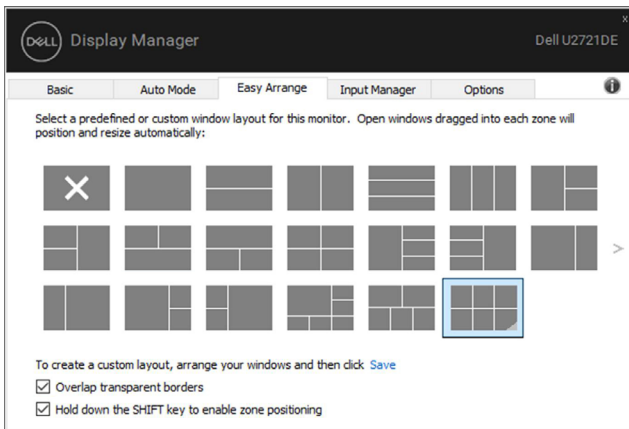 x
DELL Display Manager Dell U2721DE
Basic Auto Mode Easy Arrange Input Manager Options
Select a predefined or custom window layout for this monitor. Open windows dragged into each zone will
position and resize automatically:
To create a custom layout, arrange your windows and then click Save
Overlap transparent borders
Hold down the SHIFT key to enable zone positioning